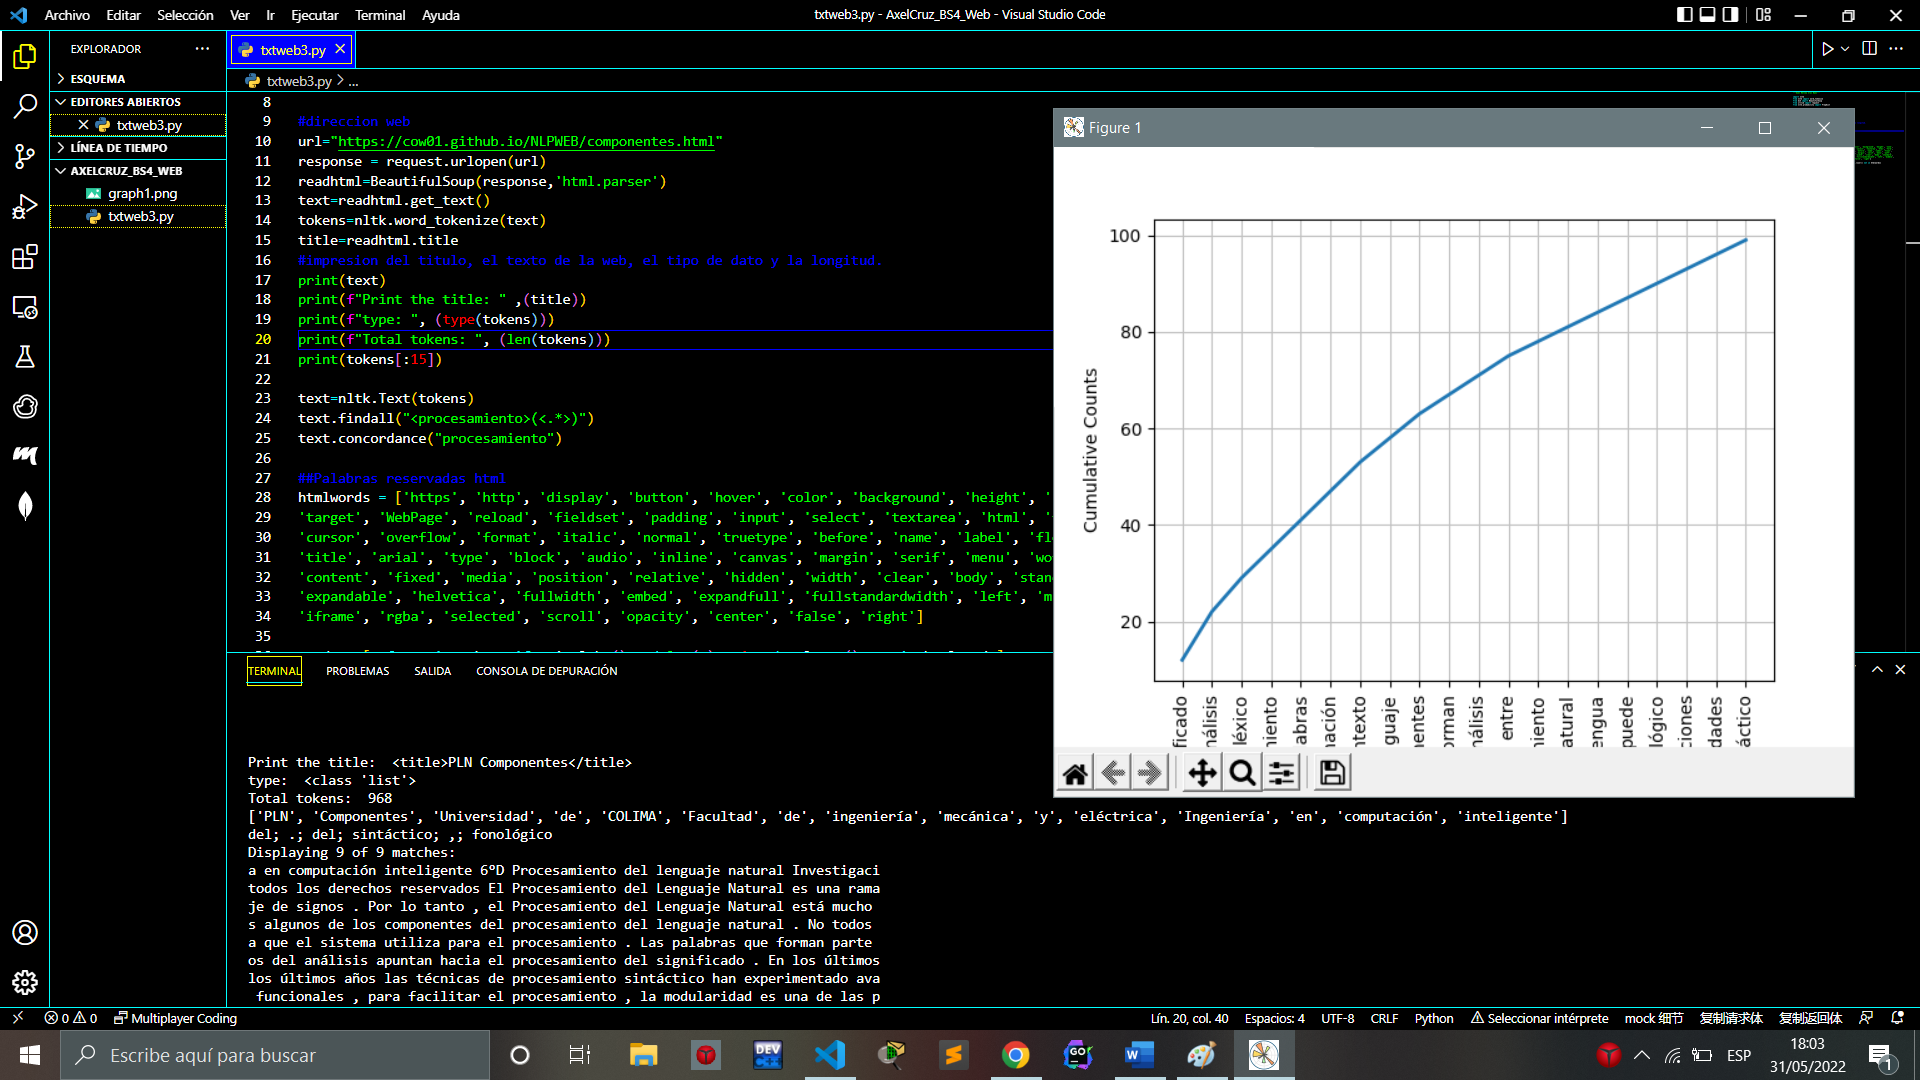 Archivo Editar Selección Ver Ir Ejecutar Terminal Ayuda
txtweb3.py - AxelCruz_BS4_Web - Visual Studio Code
EXPLORADOR
ESQUEMA
EDITORES ABIERTOS
txtweb3.py
LÍNEA DE TIEMPO
AXELCRUZ_BS4_WEB
graph1.png
txtweb3.py
txtweb3.py
txtweb3.py > ...
8
9 #direccion web
10 url="https://cow01.github.io/NLPWEB/componentes.html"
11 response = request.urlopen(url)
12 readhtml=BeautifulSoup(response,'html.parser')
13 text=readhtml.get_text()
14 tokens=nltk.word_tokenize(text)
15 title=readhtml.title
16 #impresion del titulo, el texto de la web, el tipo de dato y la longitud.
17 print(text)
18 print(f"Print the title: " ,(title))
19 print(f"type: ", (type(tokens)))
20 print(f"Total tokens: ", (len(tokens)))
21 print(tokens[:15])
22
23 text=nltk.Text(tokens)
24 text.findall("<procesamiento>(<.*>)")
25 text.concordance("procesamiento")
26
27 ##Palabras reservadas html
28 htmlwords = ['https', 'http', 'display', 'button', 'hover', 'color', 'background', 'height', '
29 'target', 'WebPage', 'reload', 'fieldset', 'padding', 'input', 'select', 'textarea', 'html',
30 'cursor', 'overflow', 'format', 'italic', 'normal', 'truetype', 'before', 'name', 'label', 'fl
31 'title', 'arial', 'type', 'block', 'audio', 'inline', 'canvas', 'margin', 'serif', 'menu', 'wo
32 'content', 'fixed', 'media', 'position', 'relative', 'hidden', 'width', 'clear', 'body', 'stan
33 'expandable', 'helvetica', 'fullwidth', 'embed', 'expandfull', 'fullstandardwidth', 'left', 'm
34 'iframe', 'rgba', 'selected', 'scroll', 'opacity', 'center', 'false', 'right']
35
Figure 1
100
80
60
40
20
Cumulative Counts
ficado
nálisis
léxico
miento
abras
nación
ntexto
guaje
nentes
orman
nálisis
entre
miento
atural
engua
puede
lógico
ciones
dades
áctico
TERMINAL PROBLEMAS SALIDA CONSOLA DE DEPURACIÓN
Print the title:  <title>PLN Componentes</title>
type:  <class 'list'>
Total tokens:  968
['PLN', 'Componentes', 'Universidad', 'de', 'COLIMA', 'Facultad', 'de', 'ingeniería', 'mecánica', 'y', 'eléctrica', 'Ingeniería', 'en', 'computación', 'inteligente']
del; .; del; sintáctico; ,; fonológico
Displaying 9 of 9 matches:
a en computación inteligente 6ºD Procesamiento del lenguaje natural Investigaci
todos los derechos reservados El Procesamiento del Lenguaje Natural es una rama
je de signos . Por lo tanto , el Procesamiento del Lenguaje Natural está mucho
s algunos de los componentes del procesamiento del lenguaje natural . No todos
a que el sistema utiliza para el procesamiento . Las palabras que forman parte
os del análisis apuntan hacia el procesamiento del significado . En los últimos
los últimos años las técnicas de procesamiento sintáctico han experimentado ava
funcionales , para facilitar el procesamiento , la modularidad es una de las p
0 0 Multiplayer Coding
Lín. 20, col. 40 Espacios: 4 UTF-8 CRLF Python Seleccionar intérprete mock 细节 复制请求体 复制返回体
Escribe aquí para buscar
DEV C++
GO
W
ESP
18:03
31/05/2022
1